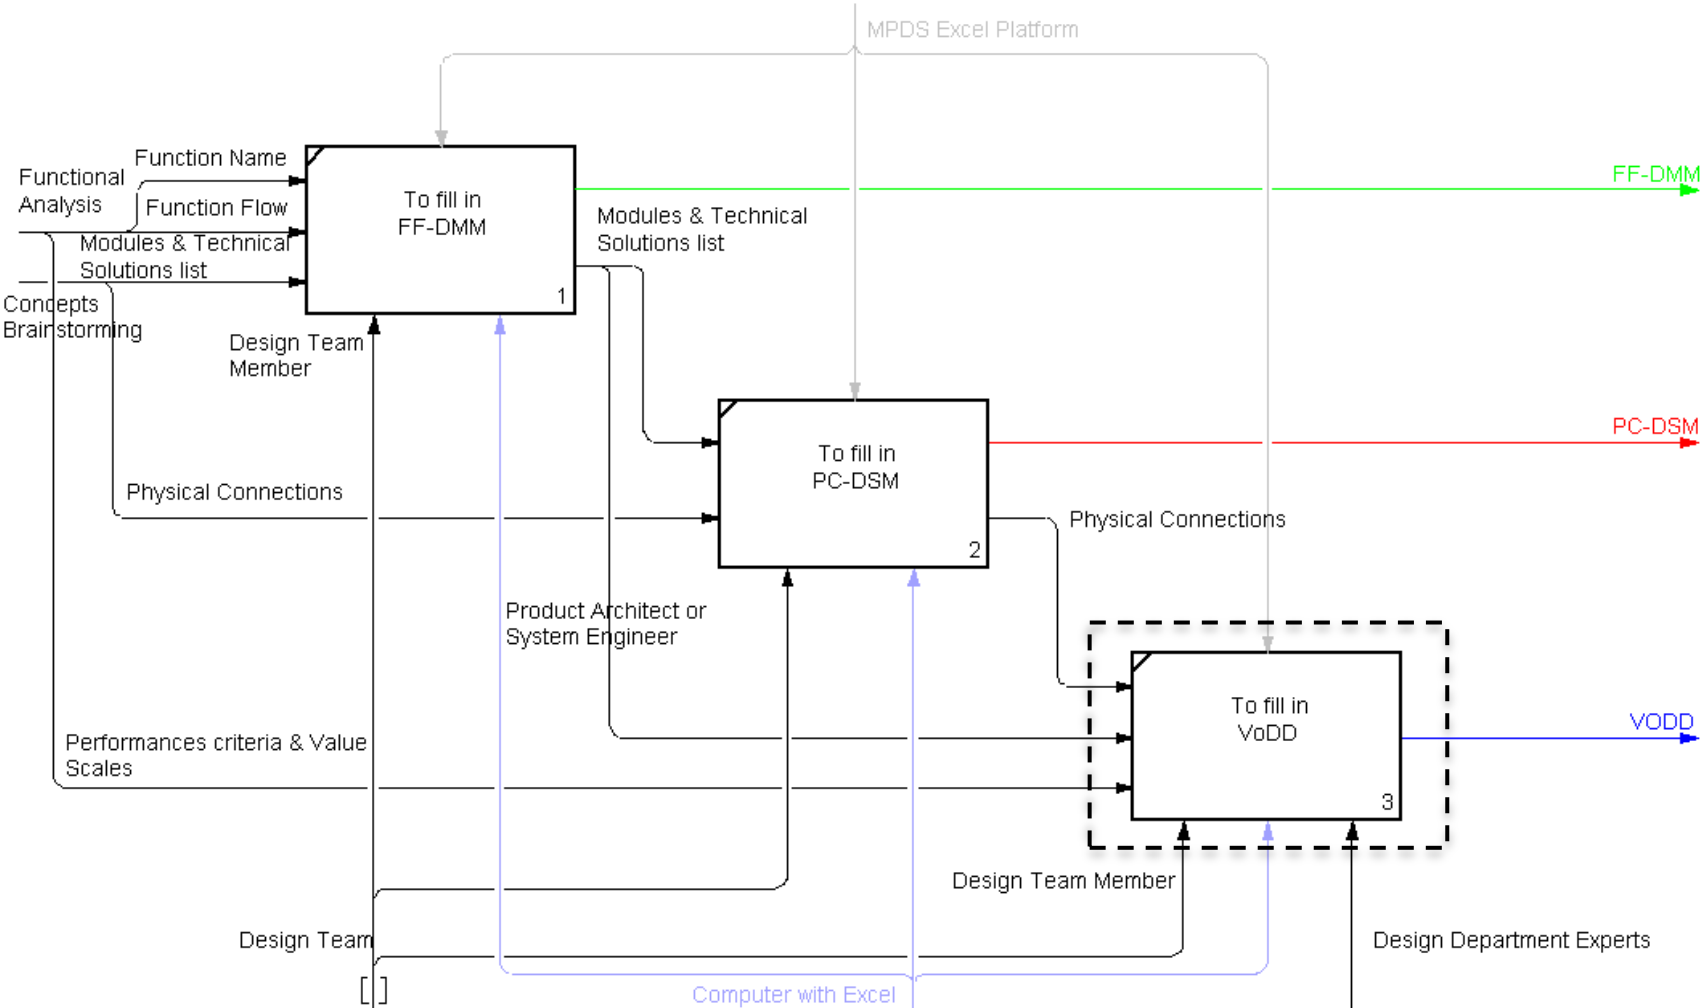 MPDS Excel Platform
Function Name
Functional
Analysis
Function Flow
Modules & Technical
Solutions list
Concepts
Brainstorming
To fill in
FF-DMM
1
FF-DMM
Modules & Technical
Solutions list
Design Team
Member
To fill in
PC-DSM
2
PC-DSM
Physical Connections
Physical Connections
Product Architect or
System Engineer
To fill in
VoDD
3
VODD
Performances criteria & Value
Scales
Design Team Member
Design Team
Design Department Experts
[ ]
Computer with Excel